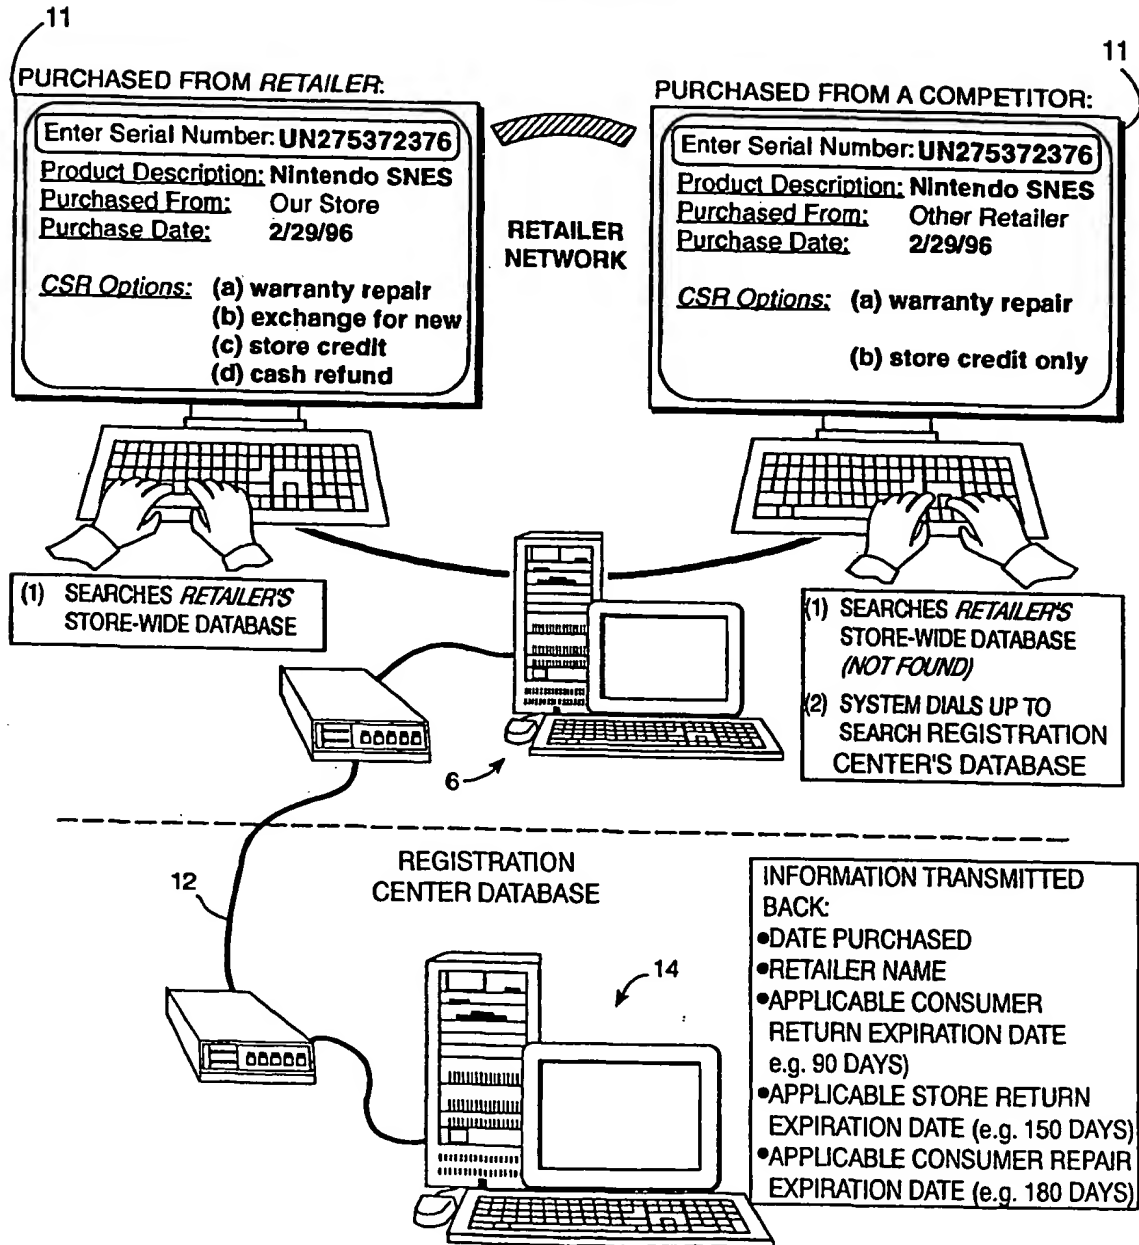 11
11
PURCHASED FROM RETAILER:
Enter Serial Number: UN275372376
Product Description: Nintendo SNES
Purchased From: Our Store
Purchase Date: 2/29/96
CSR Options: (a) warranty repair
(b) exchange for new
(c) store credit
(d) cash refund
RETAILER
NETWORK
PURCHASED FROM A COMPETITOR:
Enter Serial Number: UN275372376
Product Description: Nintendo SNES
Purchased From: Other Retailer
Purchase Date: 2/29/96
CSR Options: (a) warranty repair
(b) store credit only
(1) SEARCHES RETAILER'S
STORE-WIDE DATABASE
(1) SEARCHES RETAILER'S
STORE-WIDE DATABASE
(NOT FOUND)
(2) SYSTEM DIALS UP TO
SEARCH REGISTRATION
CENTER'S DATABASE
6
12
REGISTRATION
CENTER DATABASE
14
INFORMATION TRANSMITTED
BACK:
•DATE PURCHASED
•RETAILER NAME
•APPLICABLE CONSUMER
RETURN EXPIRATION DATE
e.g. 90 DAYS)
•APPLICABLE STORE RETURN
EXPIRATION DATE (e.g. 150 DAYS)
•APPLICABLE CONSUMER REPAIR
EXPIRATION DATE (e.g. 180 DAYS)